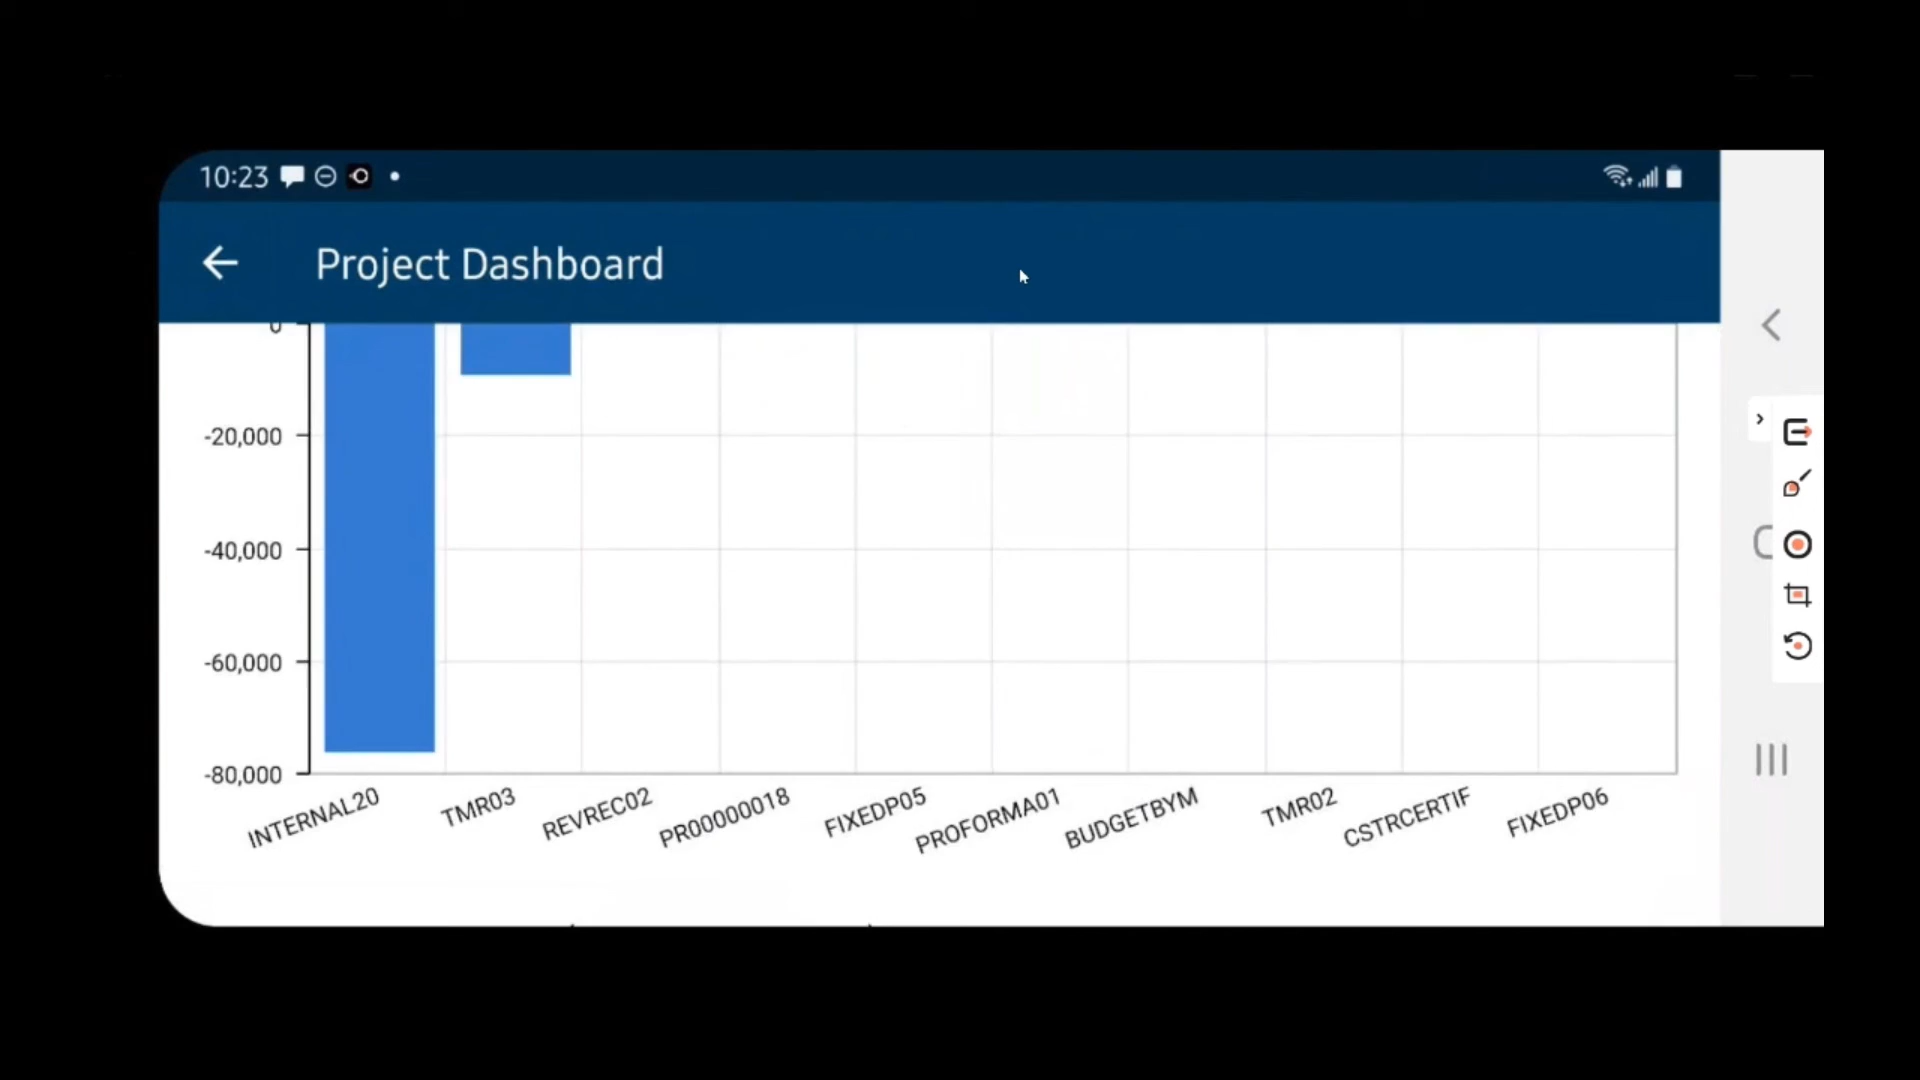 10:23
Project Dashboard
0
-20,000
-40,000
-60,000
-80,000
INTERNAL20
TMR03
REVREC02
PR00000018
FIXEDP05
PROFORMA01
BUDGETBYM
TMR02
CSTRCERTIF
FIXEDP06